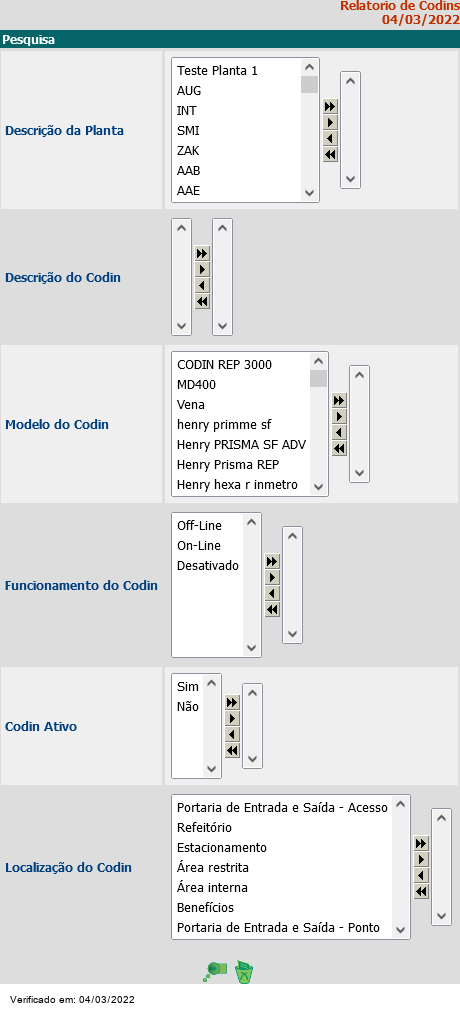 Relatorio de Codins
04/03/2022
Pesquisa
Descrição da Planta
Teste Planta 1
AUG
INT
SMI
ZAK
AAB
AAE
Descrição do Codin
Modelo do Codin
CODIN REP 3000
MD400
Vena
henry primme sf
Henry PRISMA SF ADV
Henry Prisma REP
Henry hexa r inmetro
Funcionamento do Codin
Off-Line
On-Line
Desativado
Codin Ativo
Sim
Não
Localização do Codin
Portaria de Entrada e Saída - Acesso
Refeitório
Estacionamento
Área restrita
Área interna
Benefícios
Portaria de Entrada e Saída - Ponto
Verificado em: 04/03/2022